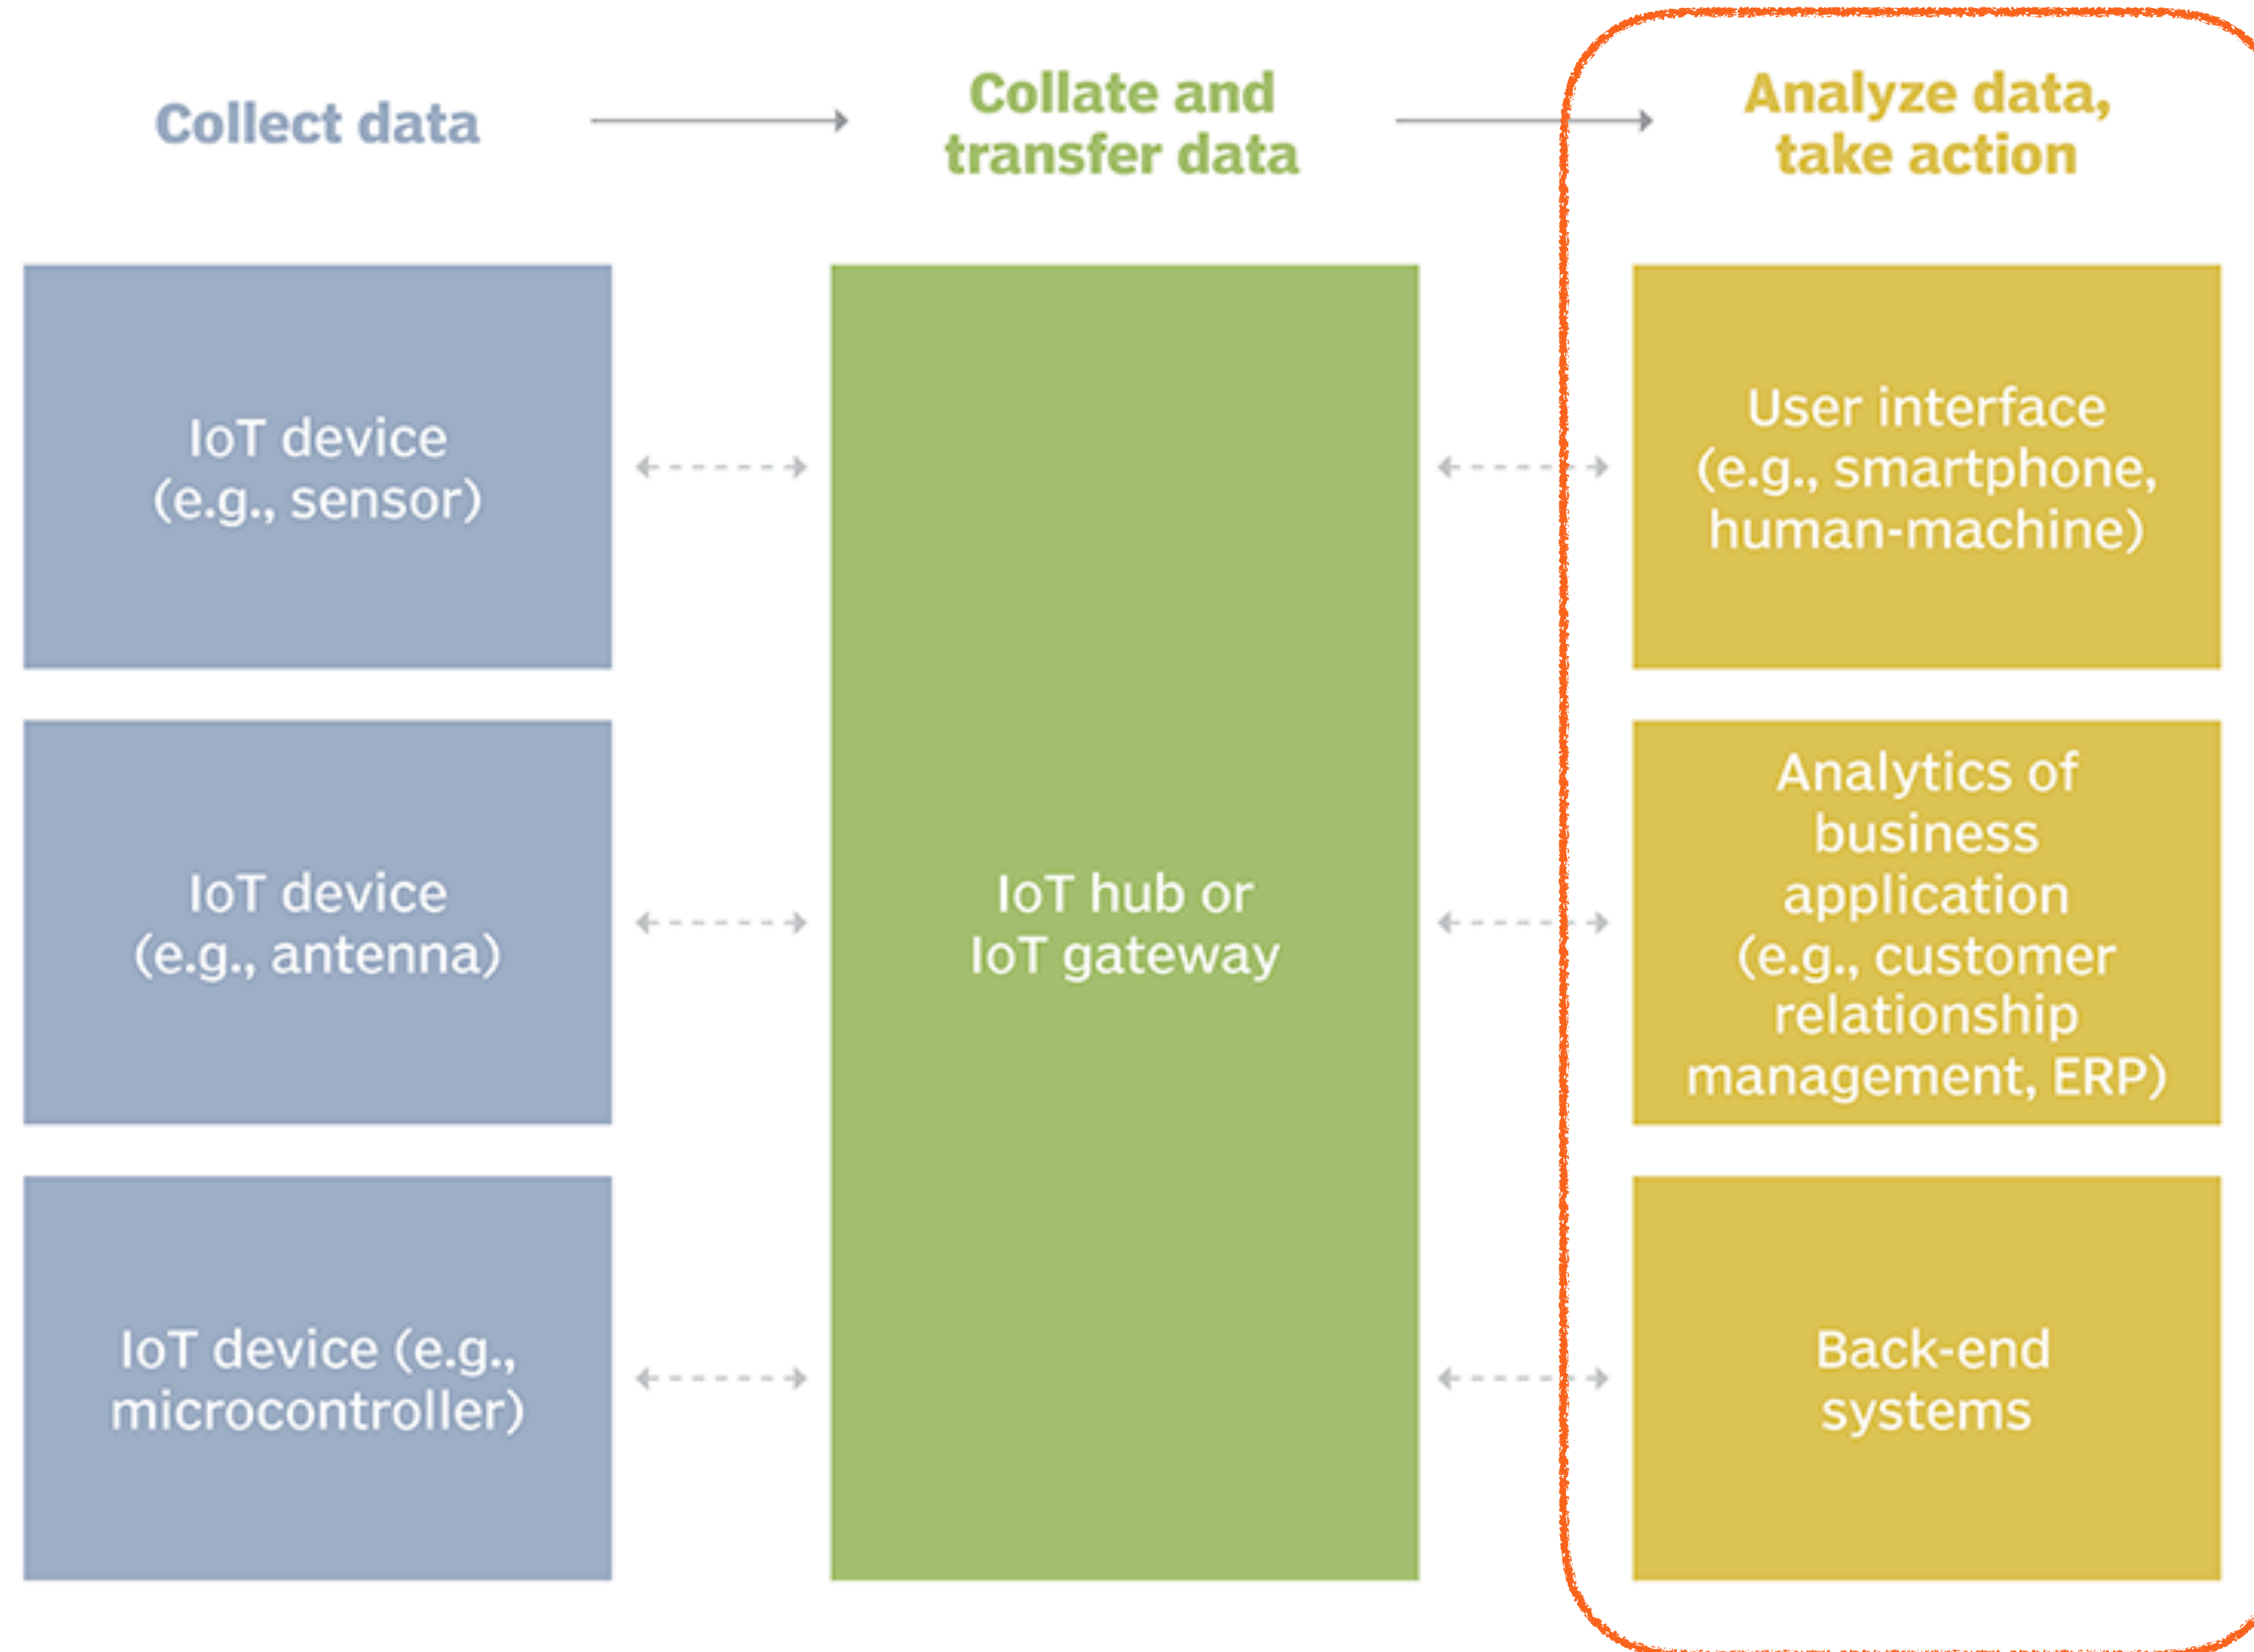 Collect data
Collate and
transfer data
Analyze data,
take action
IoT device
(e.g., sensor)
IoT device
(e.g., antenna)
IoT device (e.g.,
microcontroller)
IoT hub or
IoT gateway
User interface
(e.g., smartphone,
human-machine)
Analytics of
business
application
(e.g., customer
relationship
management, ERP)
Back-end
systems